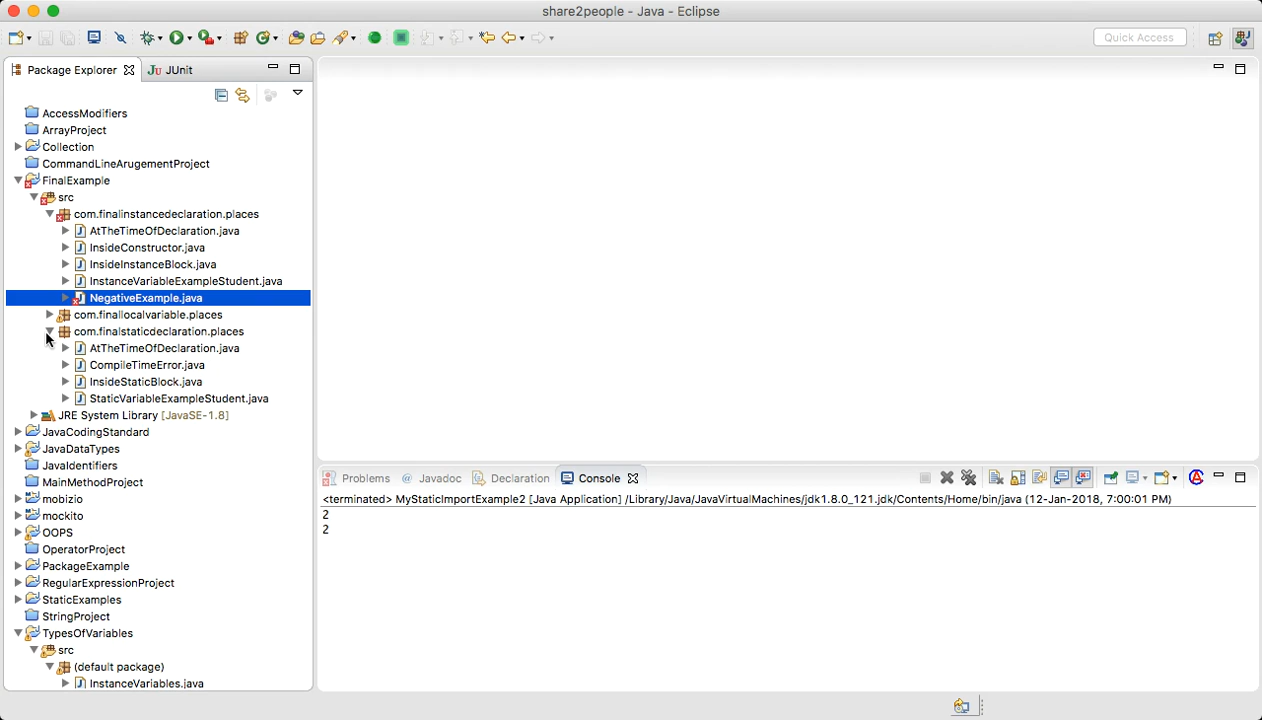 share2people - Java - Eclipse
Quick Access
Package Explorer
JUnit
AccessModifiers
ArrayProject
Collection
CommandLineArugementProject
FinalExample
src
com.finalinstancedeclaration.places
AtTheTimeOfDeclaration.java
InsideConstructor.java
InsideInstanceBlock.java
InstanceVariableExampleStudent.java
NegativeExample.java
com.finallocalvariable.places
com.finalstaticdeclaration.places
AtTheTimeOfDeclaration.java
CompileTimeError.java
InsideStaticBlock.java
StaticVariableExampleStudent.java
JRE System Library [JavaSE-1.8]
JavaCodingStandard
JavaDataTypes
JavaIdentifiers
MainMethodProject
mobizio
mockito
OOPS
OperatorProject
PackageExample
RegularExpressionProject
StaticExamples
StringProject
TypesOfVariables
src
(default package)
InstanceVariables.java
Problems @ Javadoc Declaration Console
<terminated> MyStaticImportExample2 [Java Application] /Library/Java/JavaVirtualMachines/jdk1.8.0_121.jdk/Contents/Home/bin/java (12-Jan-2018, 7:00:01 PM)
2
2